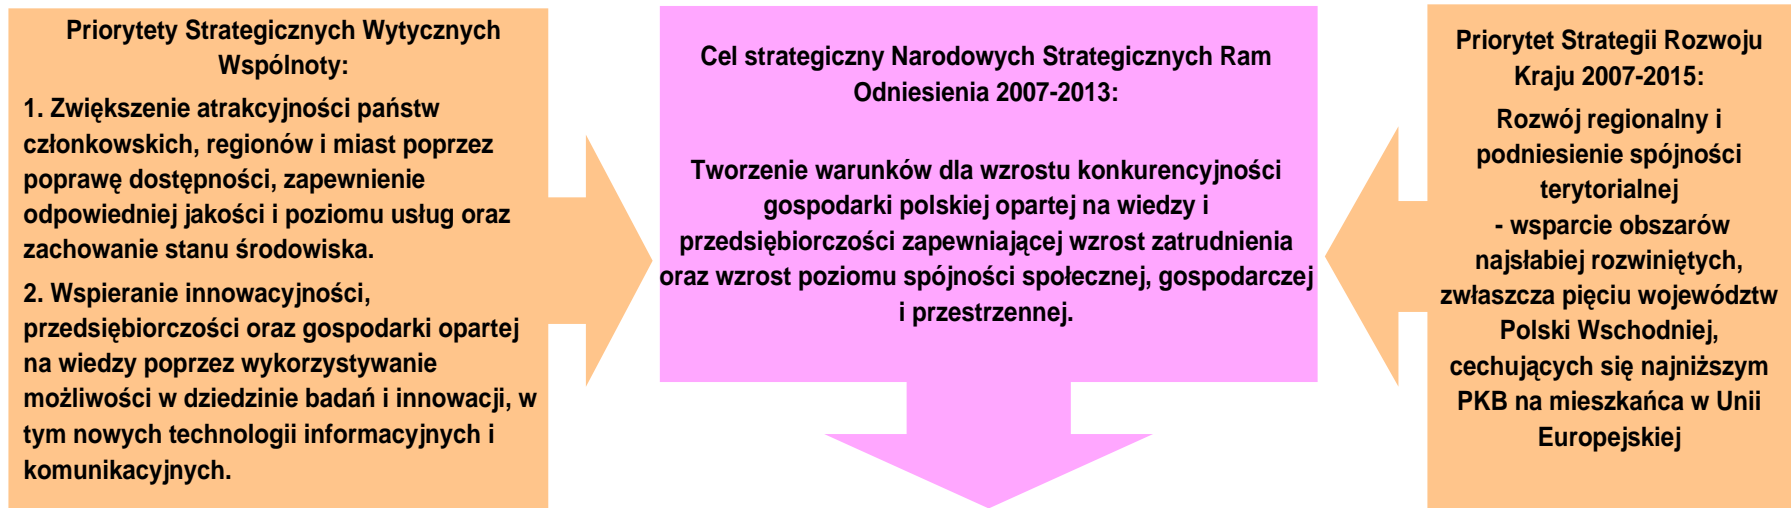 Priorytety Strategicznych Wytycznych
Wspólnoty:
1. Zwiększenie atrakcyjności państw
członkowskich, regionów i miast poprzez
poprawę dostępności, zapewnienie
odpowiedniej jakości i poziomu usług oraz
zachowanie stanu środowiska.
2. Wspieranie innowacyjności,
przedsiębiorczości oraz gospodarki opartej
na wiedzy poprzez wykorzystywanie
możliwości w dziedzinie badań i innowacji, w
tym nowych technologii informacyjnych i
komunikacyjnych.
Cel strategiczny Narodowych Strategicznych Ram
Odniesienia 2007-2013:
Tworzenie warunków dla wzrostu konkurencyjności
gospodarki polskiej opartej na wiedzy i
przedsiębiorczości zapewniającej wzrost zatrudnienia
oraz wzrost poziomu spójności społecznej, gospodarczej
i przestrzennej.
Priorytet Strategii Rozwoju
Kraju 2007-2015:
Rozwój regionalny i
podniesienie spójności
terytorialnej
- wsparcie obszarów
najsłabiej rozwiniętych,
zwłaszcza pięciu województw
Polski Wschodniej,
cechujących się najniższym
PKB na mieszkańca w Unii
Europejskiej